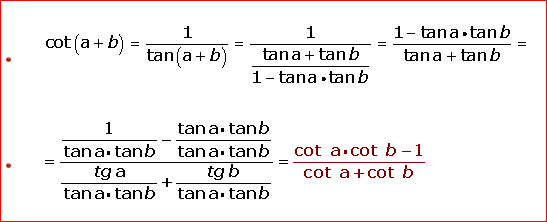 cot(a+b) = 1/tan(a+b) = 1/((tana+tanb)/(1−tana•tanb)) = (1−tana•tanb)/(tana+tanb) =
= (1/(tana•tanb) − (tana•tanb)/(tana•tanb))/(tg a/(tana•tanb) + tg b/(tana•tanb)) = (cot a•cot b −1)/(cot a+cot b)